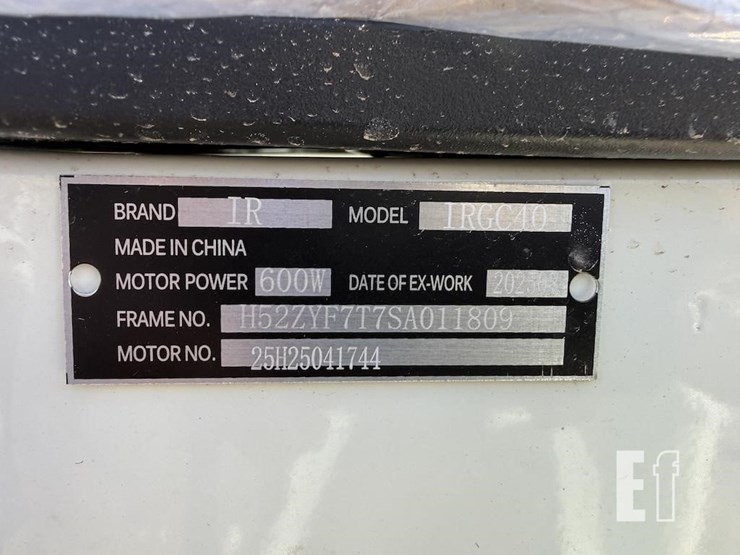 BRAND IR MODEL IRGC40
MADE IN CHINA
MOTOR POWER 600W DATE OF EX-WORK
FRAME NO. H52ZYF7T7SA011809
MOTOR NO. 25H25041744
Ef